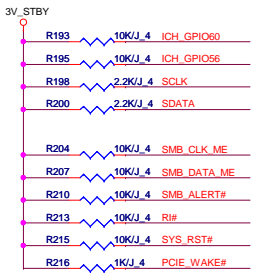 3V_STBY
R193 10K/J_4 ICH_GPIO60
R195 10K/J_4 ICH_GPIO56
R198 2.2K/J_4 SCLK
R200 2.2K/J_4 SDATA
R204 10K/J_4 SMB_CLK_ME
R207 10K/J_4 SMB_DATA_ME
R210 10K/J_4 SMB_ALERT#
R213 10K/J_4 RI#
R215 10K/J_4 SYS_RST#
R216 1K/J_4 PCIE_WAKE#